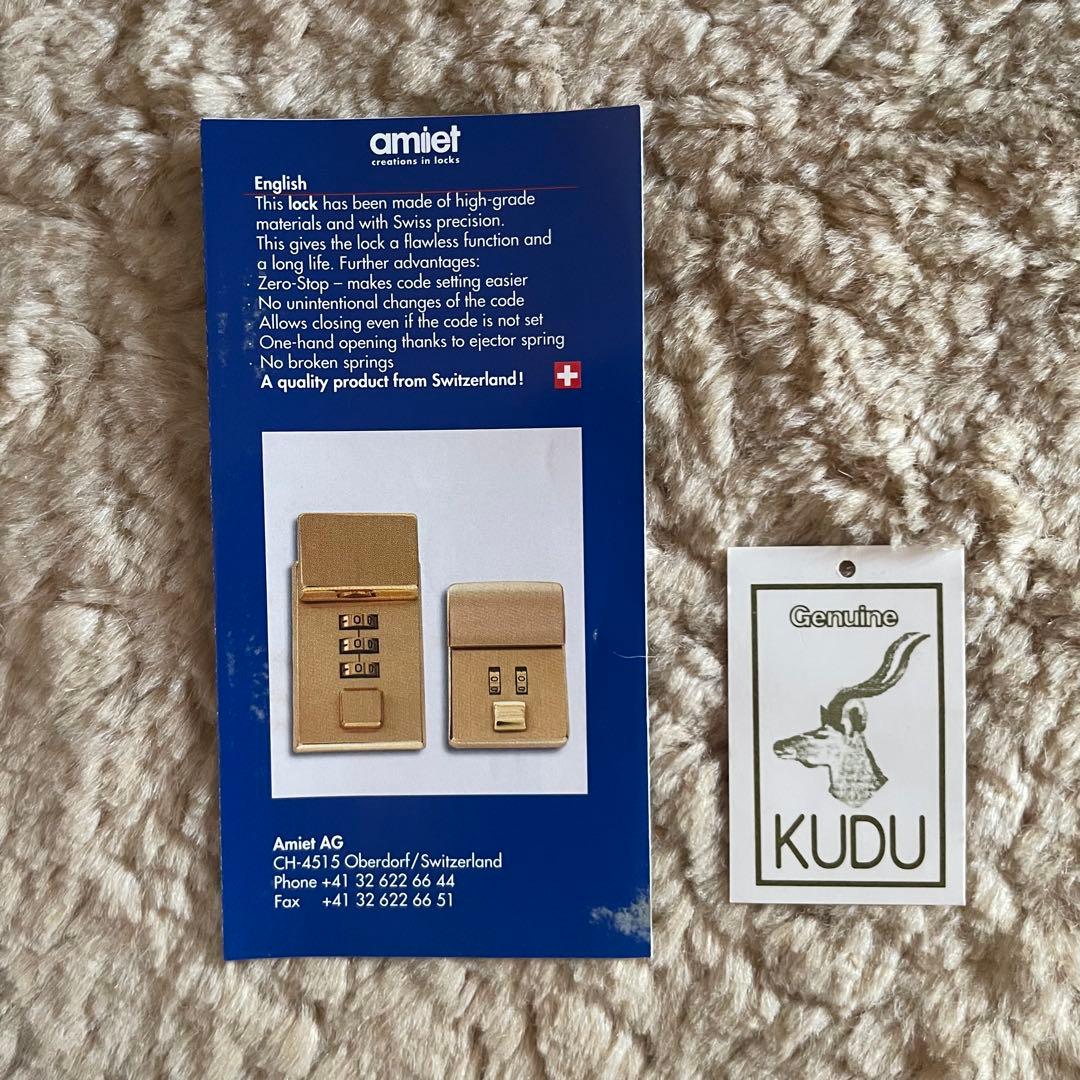 amiet
creations in locks
English
This lock has been made of high-grade
materials and with Swiss precision.
This gives the lock a flawless function and
a long life. Further advantages:
· Zero-Stop – makes code setting easier
· No unintentional changes of the code
· Allows closing even if the code is not set
· One-hand opening thanks to ejector spring
· No broken springs
A quality product from Switzerland!
Amiet AG
CH-4515 Oberdorf/Switzerland
Phone +41 32 622 66 44
Fax +41 32 622 66 51
Genuine
KUDU